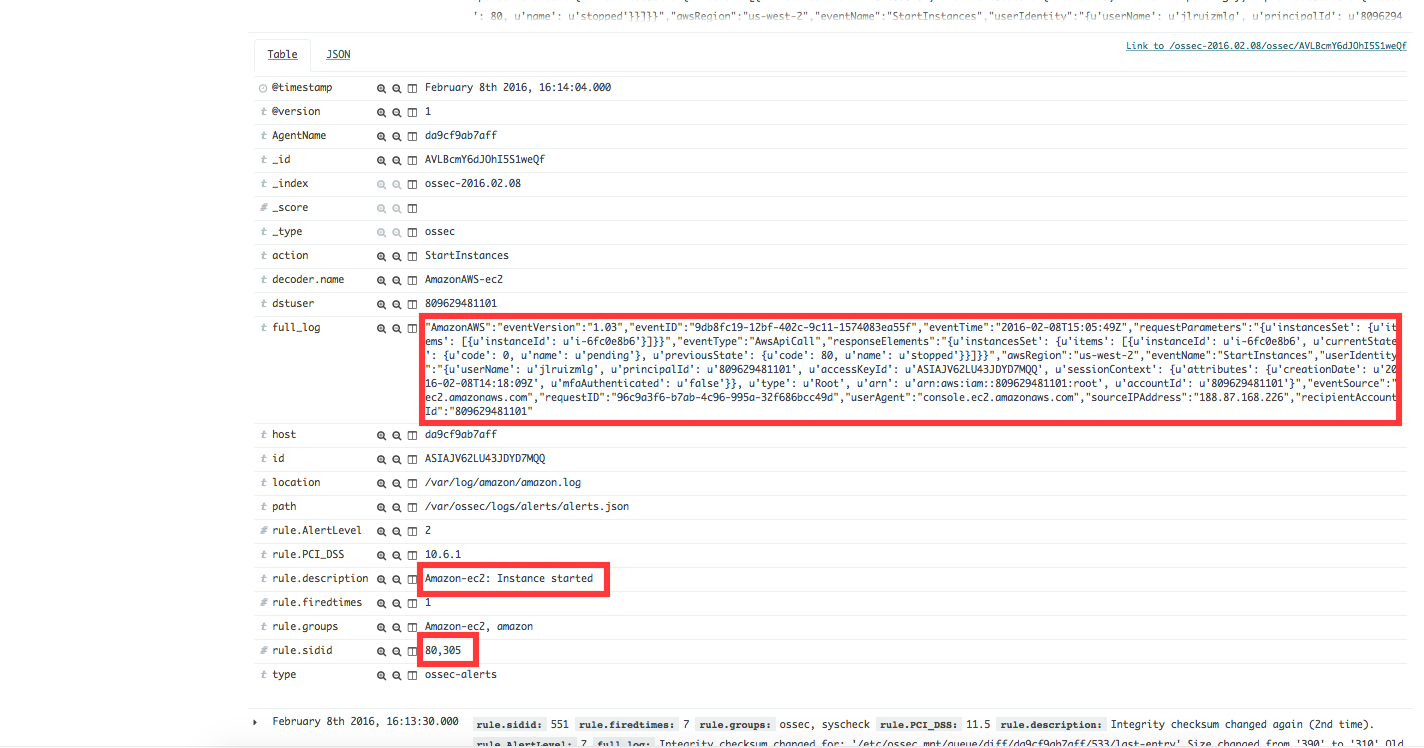 ': 80, u'name': u'stopped'}}]}}","awsRegion":"us-west-2","eventName":"StartInstances","userIdentity":"{u'userName': u'jlruizmlg', u'principalId': u'8096294
Table JSON Link to /ossec-2016.02.08/ossec/AVLBcmY6dJOhI5S1weQf
@timestamp February 8th 2016, 16:14:04.000
t @version 1
t AgentName da9cf9ab7aff
t _id AVLBcmY6dJOhI5S1weQf
t _index ossec-2016.02.08
# _score
t _type ossec
t action StartInstances
t decoder.name AmazonAWS-ec2
t dstuser 809629481101
t full_log "AmazonAWS":"eventVersion":"1.03","eventID":"9db8fc19-12bf-402c-9c11-1574083ea55f","eventTime":"2016-02-08T15:05:49Z","requestParameters":"{u'instancesSet': {u'it
ems': [{u'instanceId': u'i-6fc0e8b6'}]}}","eventType":"AwsApiCall","responseElements":"{u'instancesSet': {u'items': [{u'instanceId': u'i-6fc0e8b6', u'currentState
': {u'code': 0, u'name': u'pending'}, u'previousState': {u'code': 80, u'name': u'stopped'}}]}}","awsRegion":"us-west-2","eventName":"StartInstances","userIdentity
":"{u'userName': u'jlruizmlg', u'principalId': u'809629481101', u'accessKeyId': u'ASIAJV62LU43JDYD7MQQ', u'sessionContext': {u'attributes': {u'creationDate': u'20
16-02-08T14:18:09Z', u'mfaAuthenticated': u'false'}}, u'type': u'Root', u'arn': u'arn:aws:iam::809629481101:root', u'accountId': u'809629481101'}","eventSource":"
ec2.amazonaws.com","requestID":"96c9a3f6-b7ab-4c96-995a-32f686bcc49d","userAgent":"console.ec2.amazonaws.com","sourceIPAddress":"188.87.168.226","recipientAccount
Id":"809629481101"
t host da9cf9ab7aff
t id ASIAJV62LU43JDYD7MQQ
t location /var/log/amazon/amazon.log
t path /var/ossec/logs/alerts/alerts.json
# rule.AlertLevel 2
t rule.PCI_DSS 10.6.1
t rule.description Amazon-ec2: Instance started
# rule.firedtimes 1
t rule.groups Amazon-ec2, amazon
# rule.sidid 80,305
t type ossec-alerts
February 8th 2016, 16:13:30.000 rule.sidid: 551 rule.firedtimes: 7 rule.groups: ossec, syscheck rule.PCI_DSS: 11.5 rule.description: Integrity checksum changed again (2nd time).
rule.AlertLevel: 7 full_log: Integrity checksum changed for: '/etc/ossec_mnt/queue/diff/da9cf9ab7aff/533/last-entry' Size changed from '390' to '310' Old